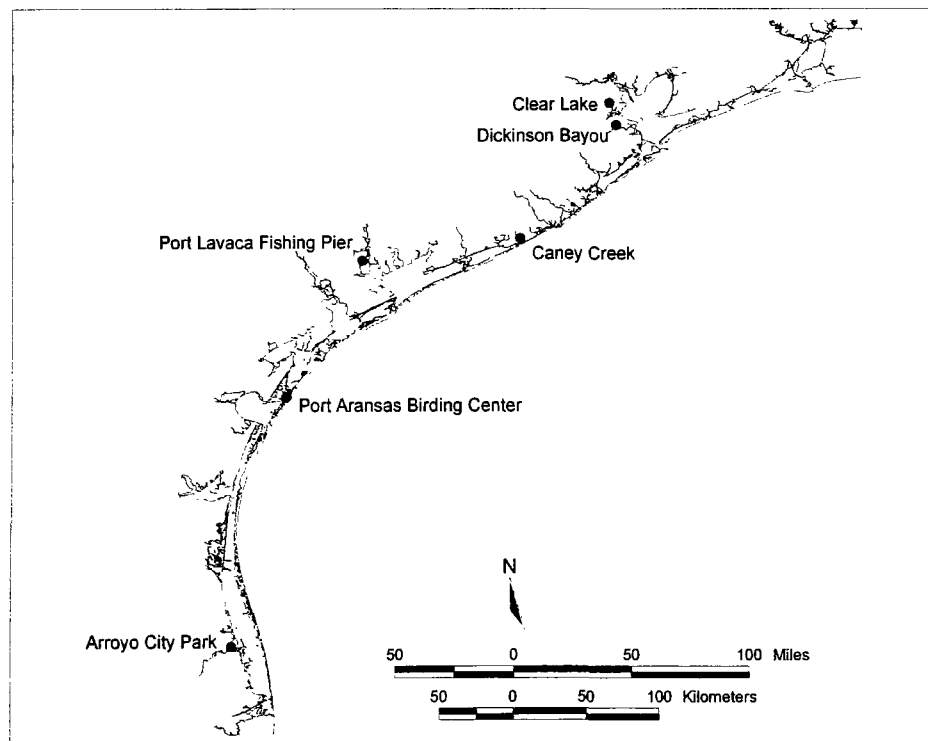 Clear Lake
Dickinson Bayou
Port Lavaca Fishing Pier
Caney Creek
Port Aransas Birding Center
N
Arroyo City Park
50 0 50 100 Miles
50 0 50 100 Kilometers